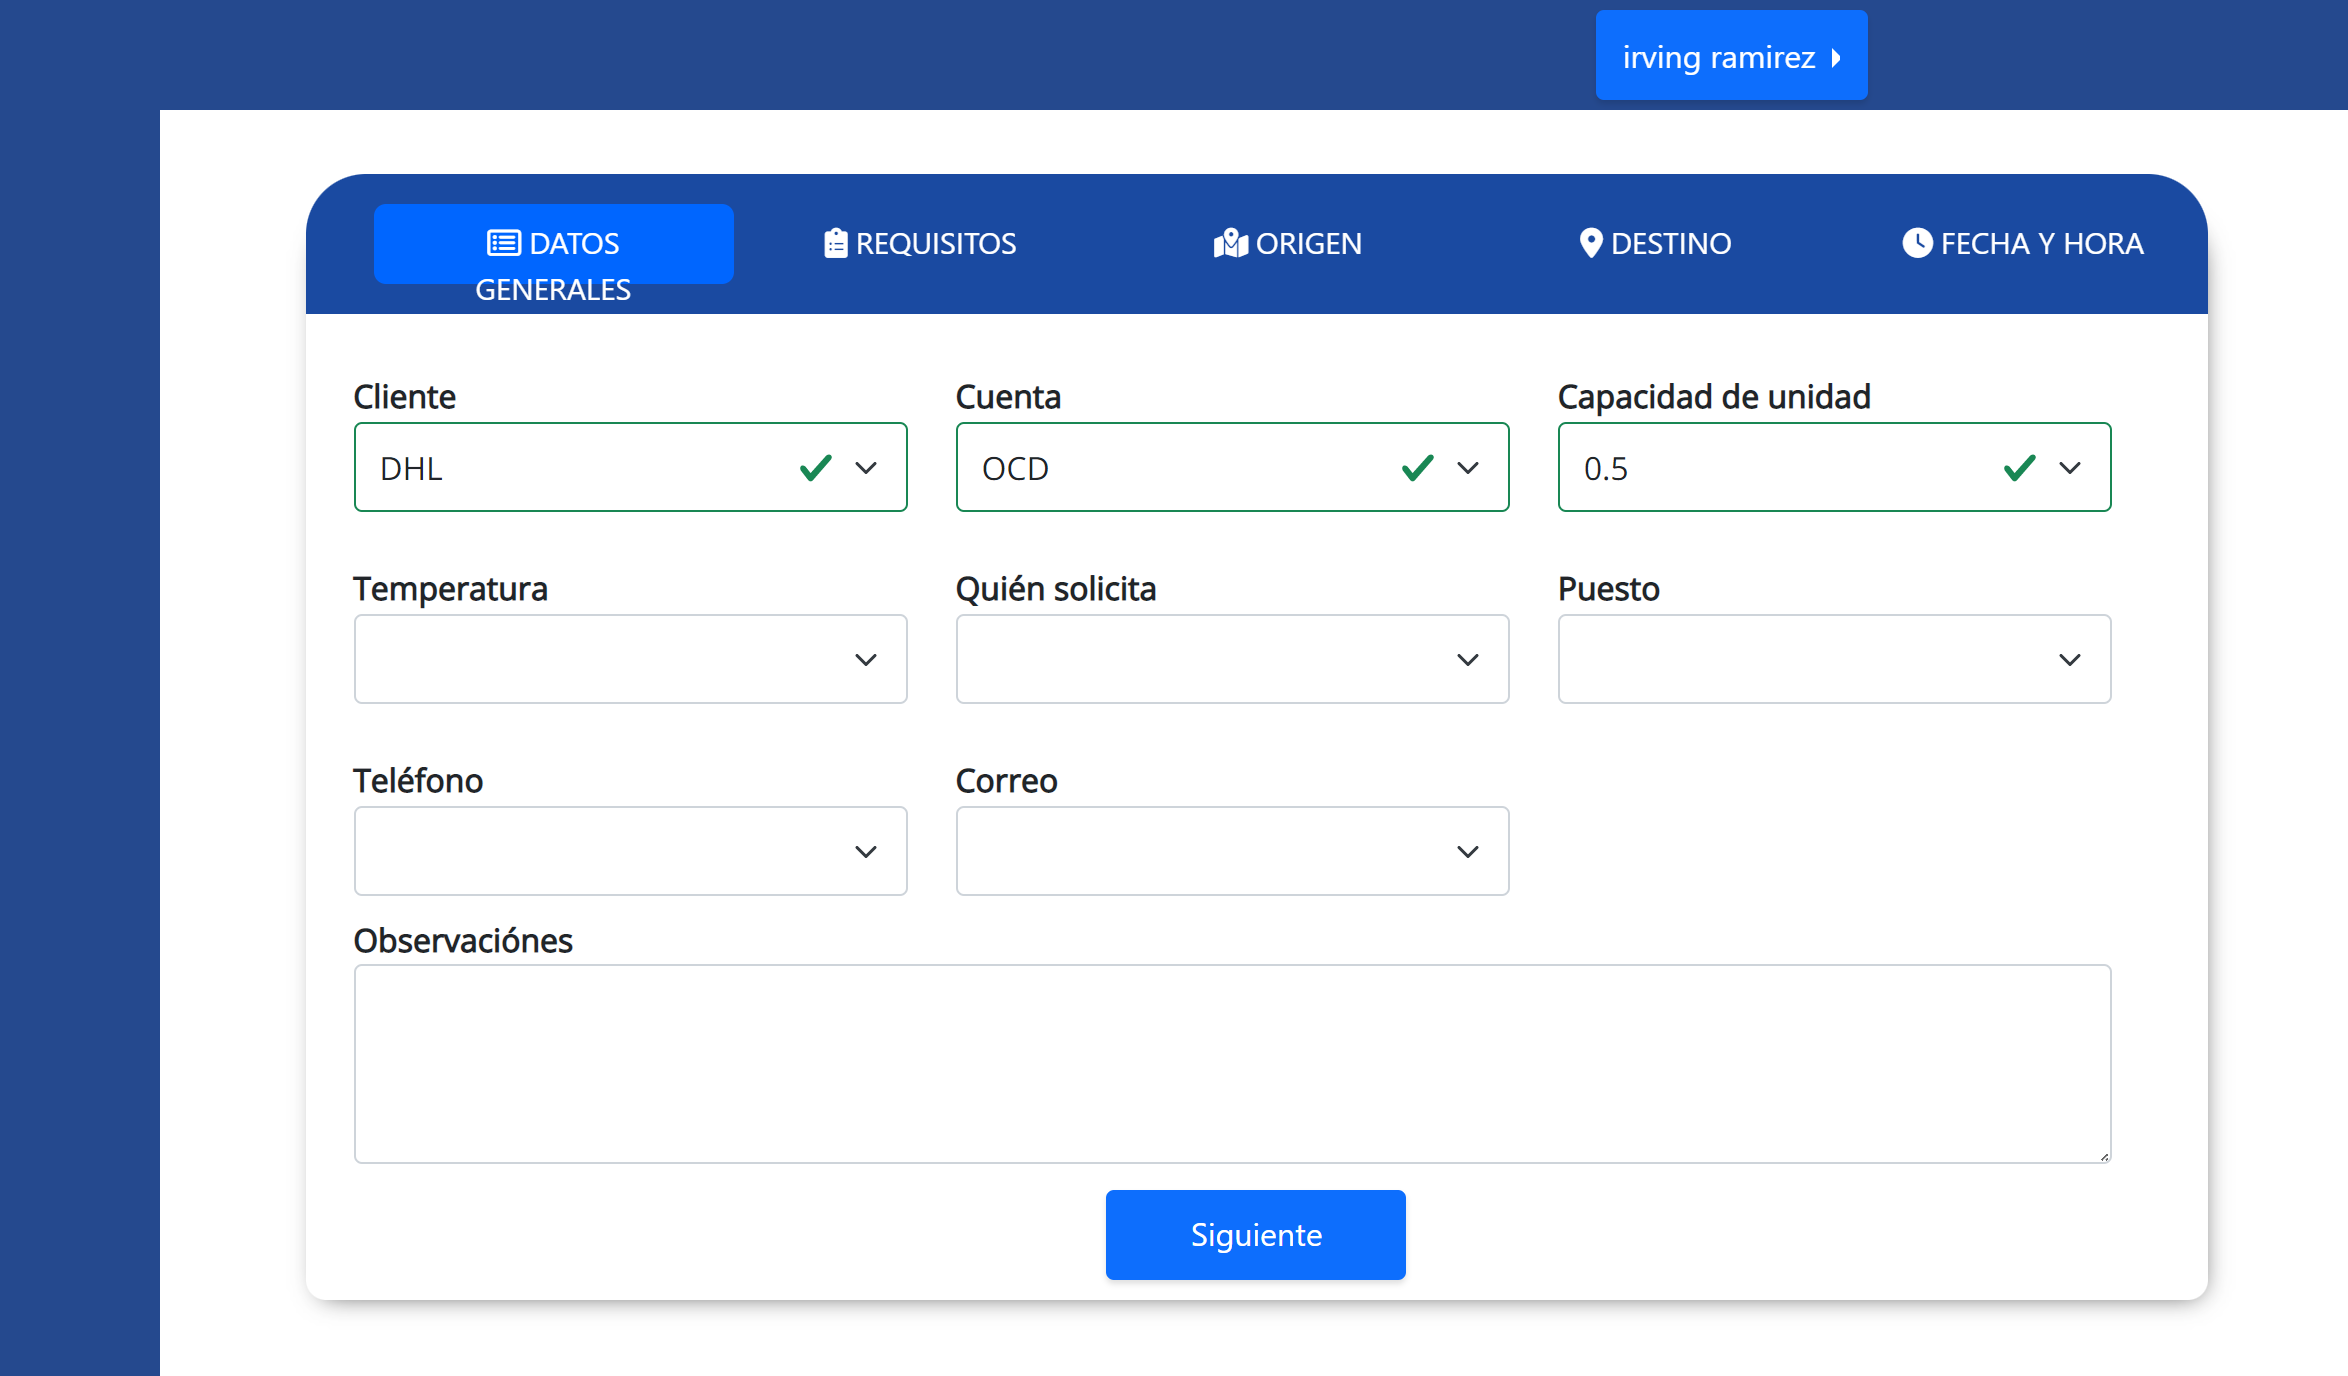 irving ramirez
DATOS
GENERALES
REQUISITOS
ORIGEN
DESTINO
FECHA Y HORA
Cliente
Cuenta
Capacidad de unidad
DHL
OCD
0.5
Temperatura
Quién solicita
Puesto
Teléfono
Correo
Observaciónes
Siguiente